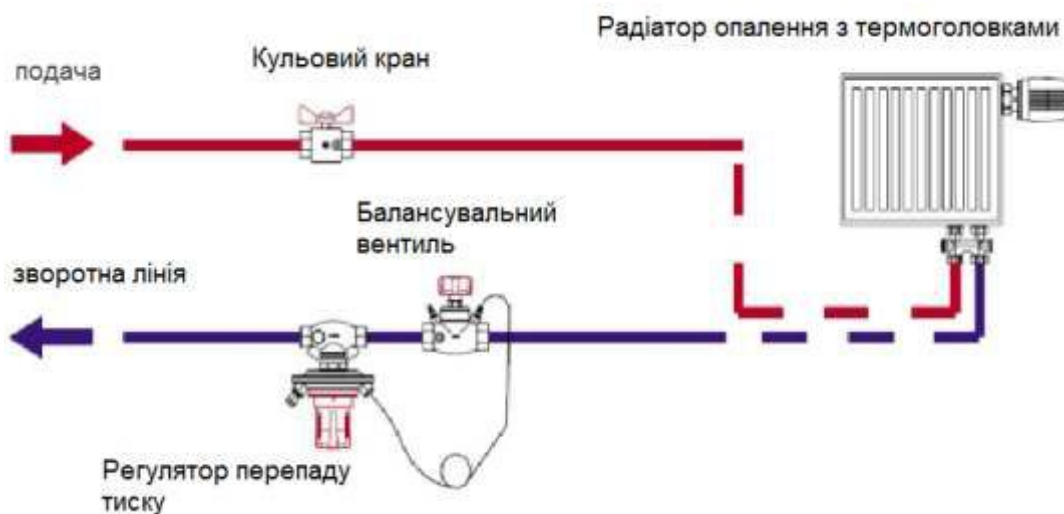 Радіатор опалення з термоголовками
Кульовий кран
подача
Балансувальний
вентиль
зворотна лінія
Регулятор перепаду
тиску